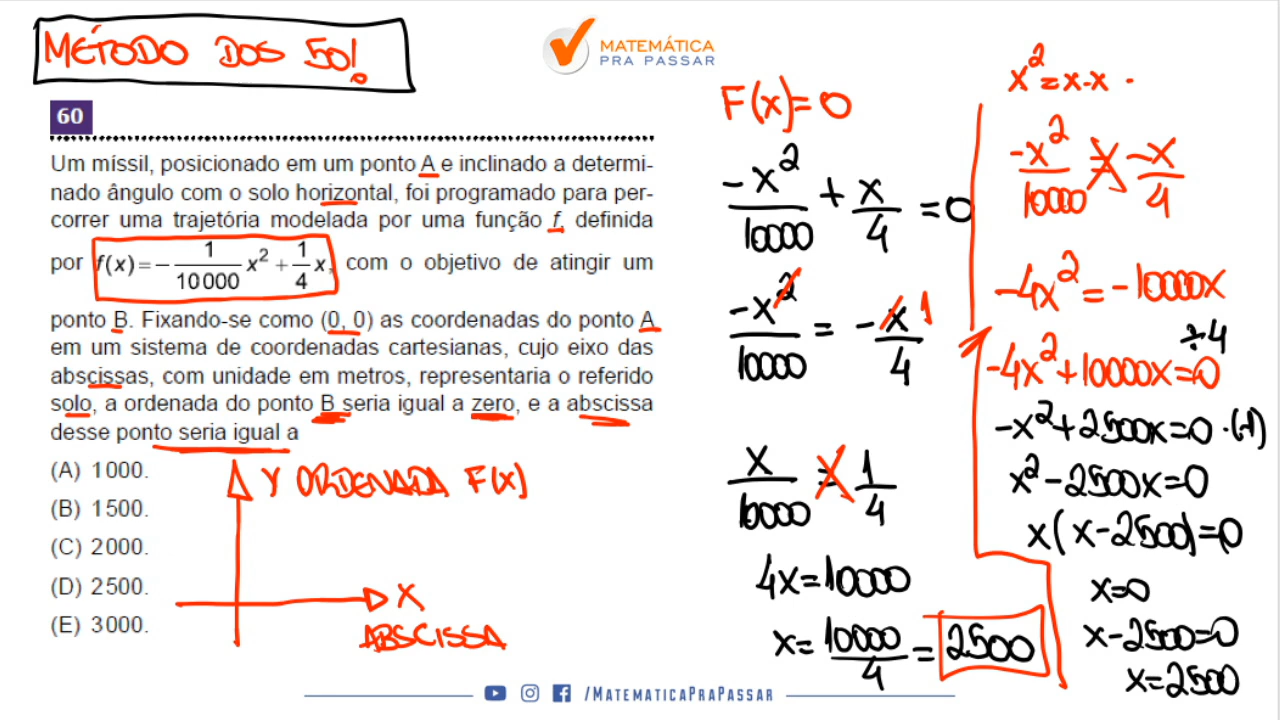 MÉTODO DOS 50!
MATEMÁTICA
PRA PASSAR
60
Um míssil, posicionado em um ponto A e inclinado a determi-
nado ângulo com o solo horizontal, foi programado para per-
correr uma trajetória modelada por uma função f, definida
por f(x) = − 1/10 000 x² + 1/4 x, com o objetivo de atingir um
ponto B. Fixando-se como (0, 0) as coordenadas do ponto A
em um sistema de coordenadas cartesianas, cujo eixo das
abscissas, com unidade em metros, representaria o referido
solo, a ordenada do ponto B seria igual a zero, e a abscissa
desse ponto seria igual a
(A) 1000.
(B) 1500.
(C) 2000.
(D) 2500.
(E) 3000.
Y ORDENADA F(X)
X
ABSCISSA
F(x)=0
-x²/10000 + x/4 = 0
-x²/10000 = -x/4 1
x/10000 = 1/4
4x=10000
x= 10000/4 = 2500
x²=x·x
-x²/10000 = -x/4
-4x²=-10000x
÷4
-4x²+10000x=0
-x²+2500x=0 ·(-1)
x²-2500x=0
x(x-2500)=0
x=0
x-2500=0
x=2500
/MATEMATICAPRAPASSAR